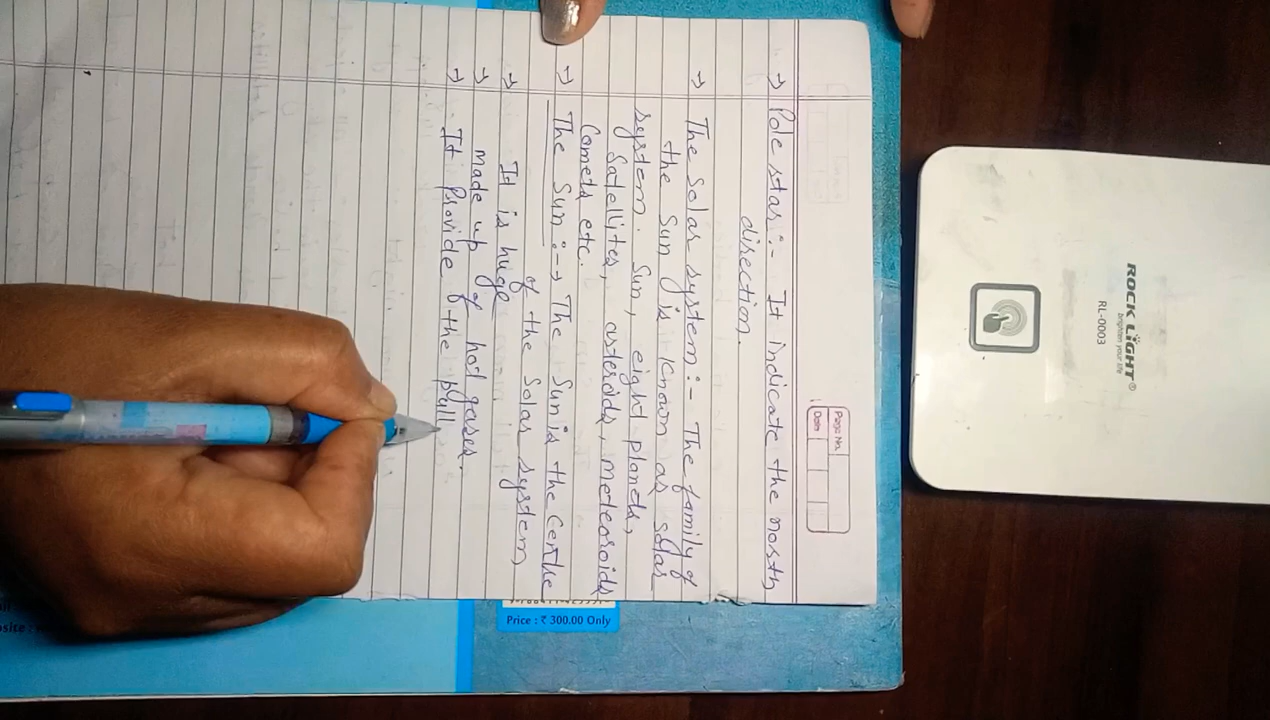 Page No.
Date
→ Pole star :- It indicate the north
direction.
→ The Solar system :- The family of
the Sun is known as solar
system. Sun, eight planets,
Satellites, asteroids, meteoroids
Comets etc.
→ The Sun :-→ The Sun is the Centre
of the Solar system
→ It is huge
→ made up of hot gases.
→ It Provide the pull
ROCK LIGHT®
brighten your life
RL-0003
Price : ₹ 300.00 Only